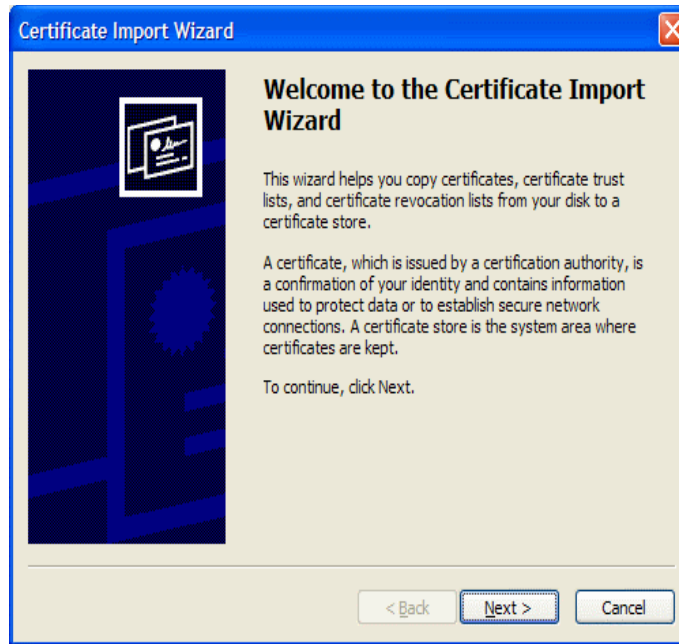 Certificate Import Wizard
Welcome to the Certificate Import
Wizard
This wizard helps you copy certificates, certificate trust
lists, and certificate revocation lists from your disk to a
certificate store.
A certificate, which is issued by a certification authority, is
a confirmation of your identity and contains information
used to protect data or to establish secure network
connections. A certificate store is the system area where
certificates are kept.
To continue, click Next.
< Back Next > Cancel